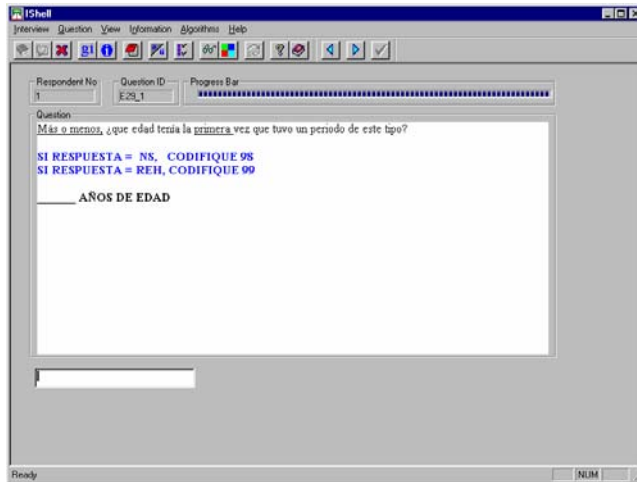 IShell
Interview Question View Information Algorithms Help
Respondent No
1
Question ID
E29_1
Progress Bar
Question
Más o menos, ¿que edad tenía la primera vez que tuvo un periodo de este tipo?
SI RESPUESTA = NS, CODIFIQUE 98
SI RESPUESTA = REH, CODIFIQUE 99
______ AÑOS DE EDAD
Ready
NUM